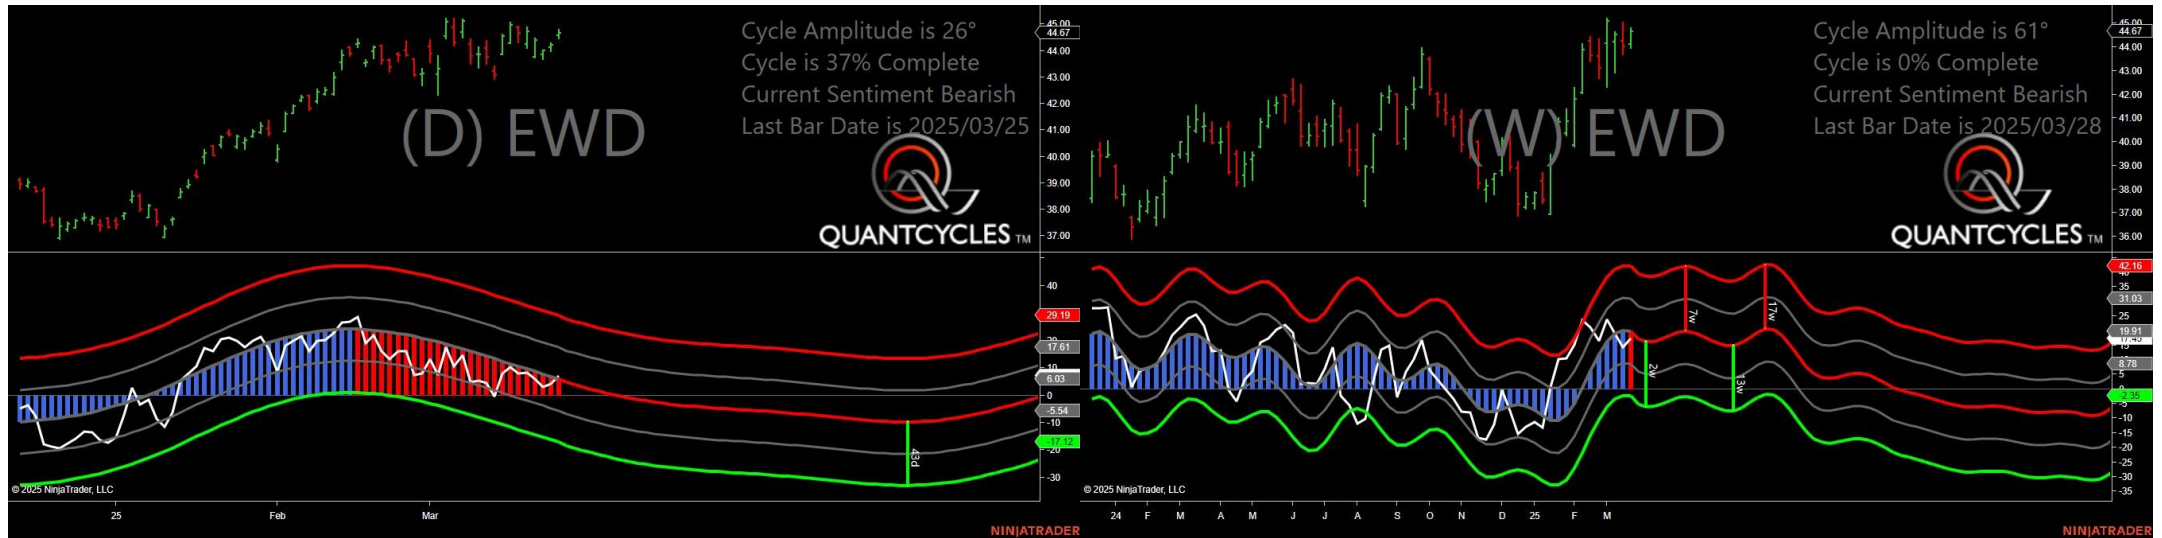 Cycle Amplitude is 26°
Cycle is 37% Complete
Current Sentiment Bearish
Last Bar Date is 2025/03/25
(D) EWD
QUANTCYCLES TM
45.00
44.67
44.00
43.00
42.00
41.00
40.00
39.00
38.00
37.00
40
29.19
20
17.61
10
6.03
0
-5.54
-10
-17.12
-20
-30
43d
© 2025 NinjaTrader, LLC
25 Feb Mar
NINJATRADER
Cycle Amplitude is 61°
Cycle is 0% Complete
Current Sentiment Bearish
Last Bar Date is 2025/03/28
(W) EWD
QUANTCYCLES TM
45.00
44.67
44.00
43.00
42.00
41.00
40.00
39.00
38.00
37.00
36.00
42.16
35
31.03
25
19.91
17.45
15
8.78
5
0
-2.35
-5
-10
-15
-20
-25
-30
-35
2w
7w
13w
17w
© 2025 NinjaTrader, LLC
24 F M A M J J A S O N D 25 F M
NINJATRADER